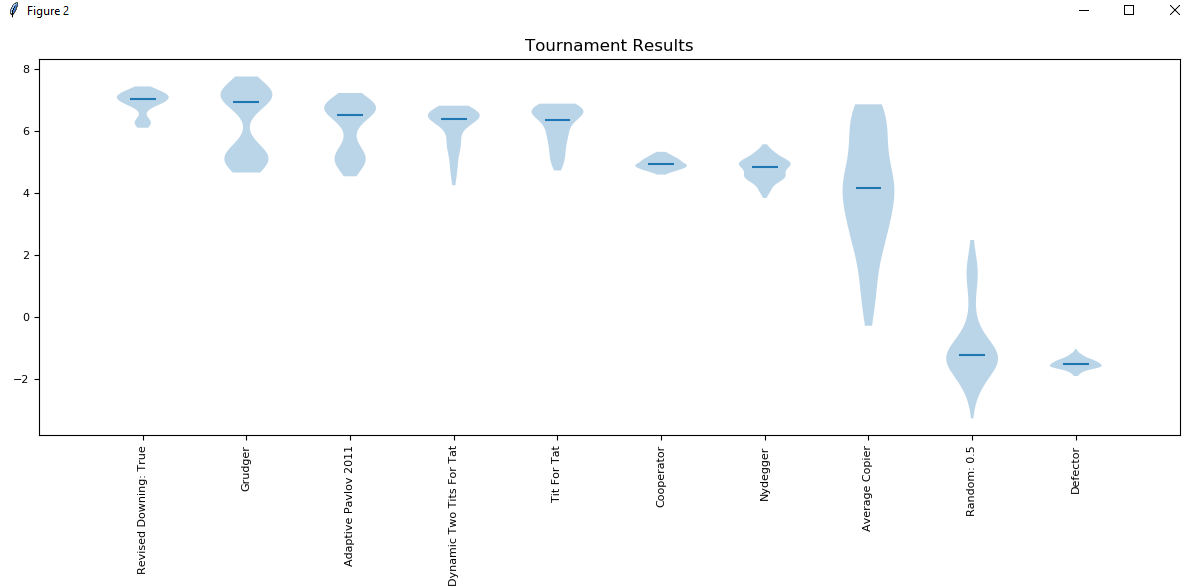 Figure 2
Tournament Results
8
6
4
2
0
−2
Revised Downing: True
Grudger
Adaptive Pavlov 2011
Dynamic Two Tits For Tat
Tit For Tat
Cooperator
Nydegger
Average Copier
Random: 0.5
Defector